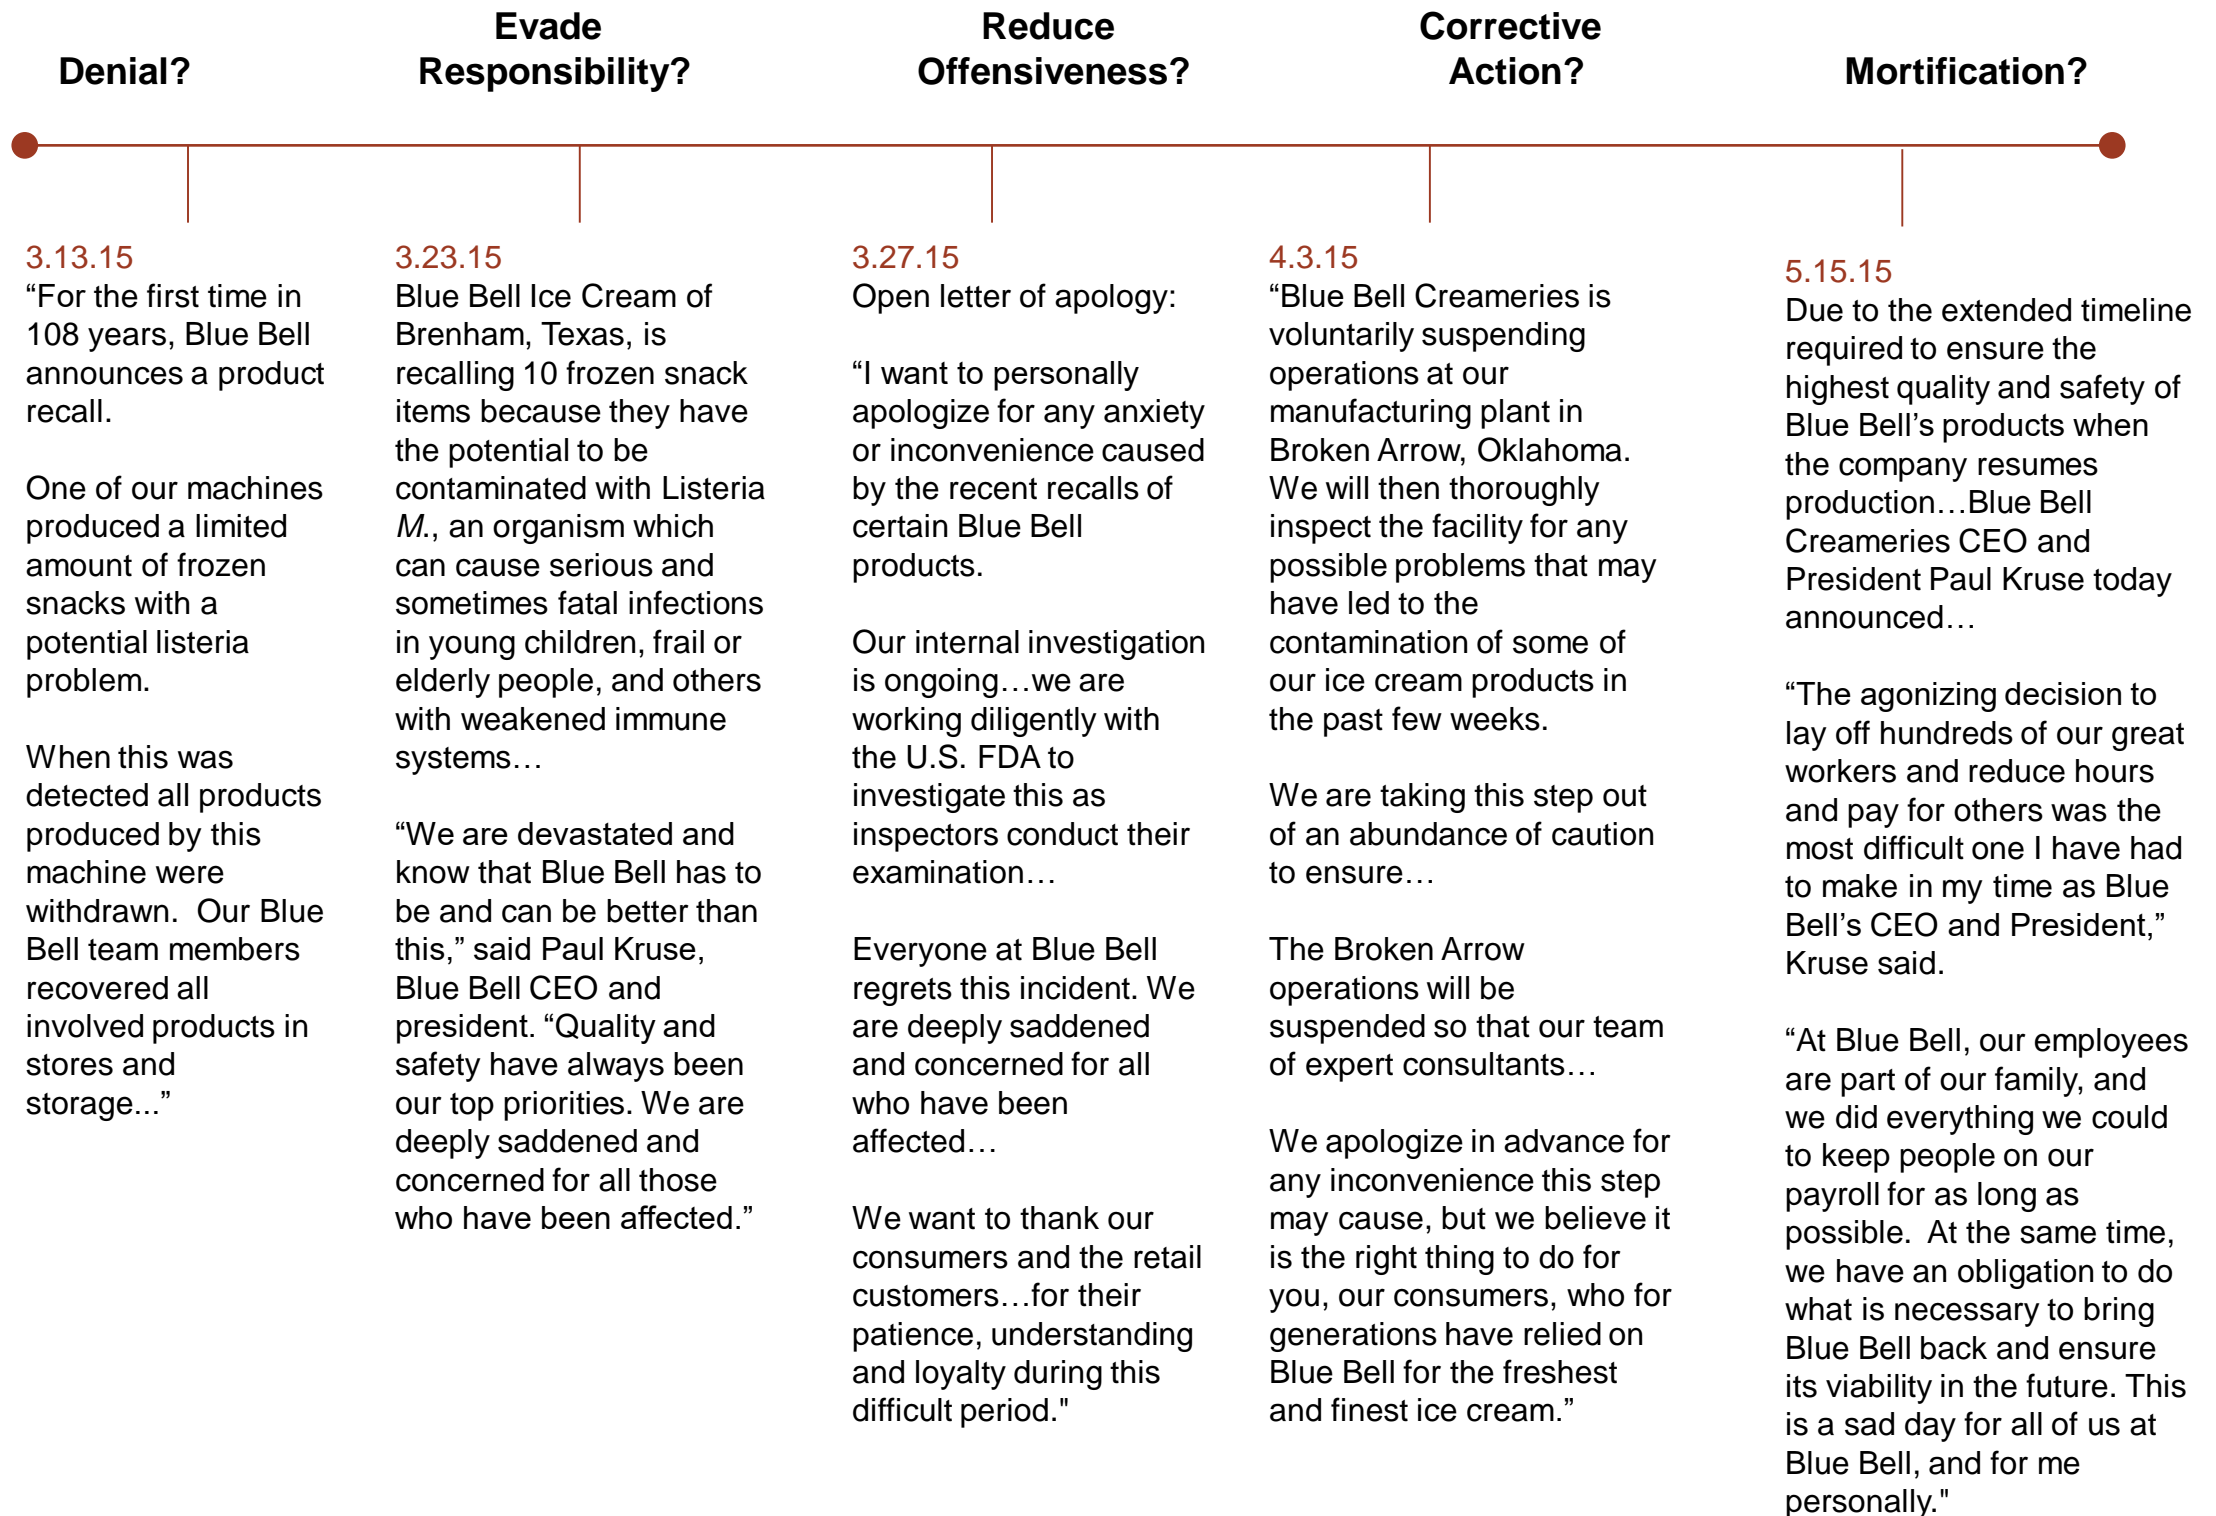 Denial?
Evade
Responsibility?
Reduce
Offensiveness?
Corrective
Action?
Mortification?
3.13.15
“For the first time in
108 years, Blue Bell
announces a product
recall.
One of our machines
produced a limited
amount of frozen
snacks with a
potential listeria
problem.
When this was
detected all products
produced by this
machine were
withdrawn.  Our Blue
Bell team members
recovered all
involved products in
stores and
storage...”
3.23.15
Blue Bell Ice Cream of
Brenham, Texas, is
recalling 10 frozen snack
items because they have
the potential to be
contaminated with Listeria
M., an organism which
can cause serious and
sometimes fatal infections
in young children, frail or
elderly people, and others
with weakened immune
systems…
“We are devastated and
know that Blue Bell has to
be and can be better than
this,” said Paul Kruse,
Blue Bell CEO and
president. “Quality and
safety have always been
our top priorities. We are
deeply saddened and
concerned for all those
who have been affected.”
3.27.15
Open letter of apology:
“I want to personally
apologize for any anxiety
or inconvenience caused
by the recent recalls of
certain Blue Bell
products.
Our internal investigation
is ongoing…we are
working diligently with
the U.S. FDA to
investigate this as
inspectors conduct their
examination…
Everyone at Blue Bell
regrets this incident. We
are deeply saddened
and concerned for all
who have been
affected…
We want to thank our
consumers and the retail
customers…for their
patience, understanding
and loyalty during this
difficult period."
4.3.15
“Blue Bell Creameries is
voluntarily suspending
operations at our
manufacturing plant in
Broken Arrow, Oklahoma.
We will then thoroughly
inspect the facility for any
possible problems that may
have led to the
contamination of some of
our ice cream products in
the past few weeks.
We are taking this step out
of an abundance of caution
to ensure…
The Broken Arrow
operations will be
suspended so that our team
of expert consultants…
We apologize in advance for
any inconvenience this step
may cause, but we believe it
is the right thing to do for
you, our consumers, who for
generations have relied on
Blue Bell for the freshest
and finest ice cream.”
5.15.15
Due to the extended timeline
required to ensure the
highest quality and safety of
Blue Bell’s products when
the company resumes
production…Blue Bell
Creameries CEO and
President Paul Kruse today
announced…
“The agonizing decision to
lay off hundreds of our great
workers and reduce hours
and pay for others was the
most difficult one I have had
to make in my time as Blue
Bell’s CEO and President,”
Kruse said.
“At Blue Bell, our employees
are part of our family, and
we did everything we could
to keep people on our
payroll for as long as
possible.  At the same time,
we have an obligation to do
what is necessary to bring
Blue Bell back and ensure
its viability in the future. This
is a sad day for all of us at
Blue Bell, and for me
personally."